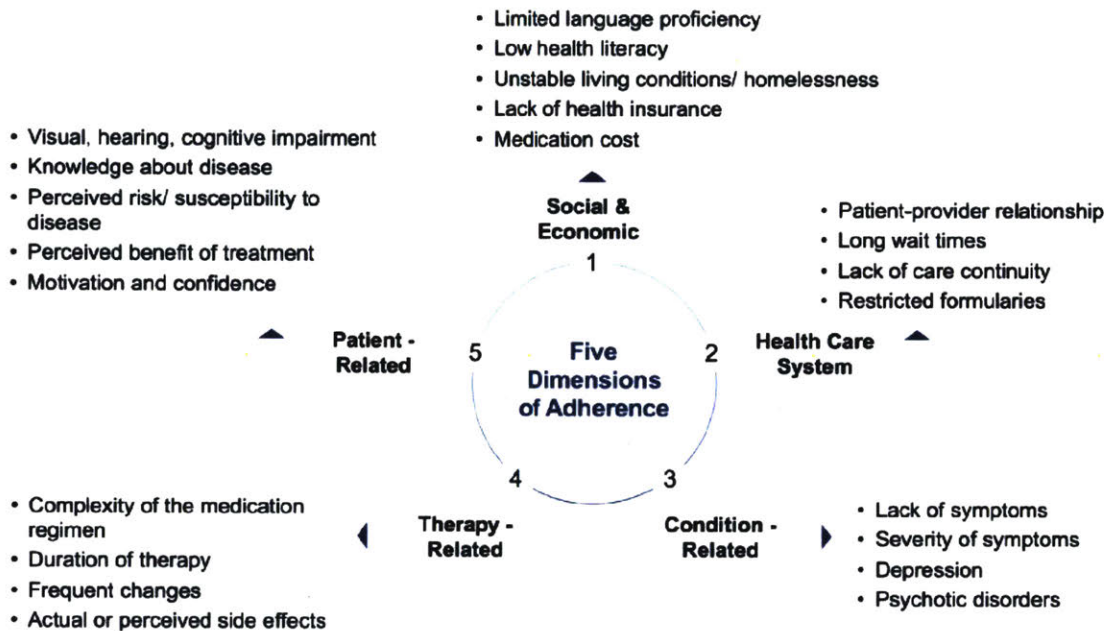 • Limited language proficiency
• Low health literacy
• Unstable living conditions/ homelessness
• Lack of health insurance
• Medication cost
• Visual, hearing, cognitive impairment
• Knowledge about disease
• Perceived risk/ susceptibility to
disease
• Perceived benefit of treatment
• Motivation and confidence
Social &
Economic
1
• Patient-provider relationship
• Long wait times
• Lack of care continuity
• Restricted formularies
Patient -
Related
5
Five
Dimensions
of Adherence
2
Health Care
System
4
3
• Complexity of the medication
regimen
• Duration of therapy
• Frequent changes
• Actual or perceived side effects
Therapy -
Related
Condition -
Related
• Lack of symptoms
• Severity of symptoms
• Depression
• Psychotic disorders